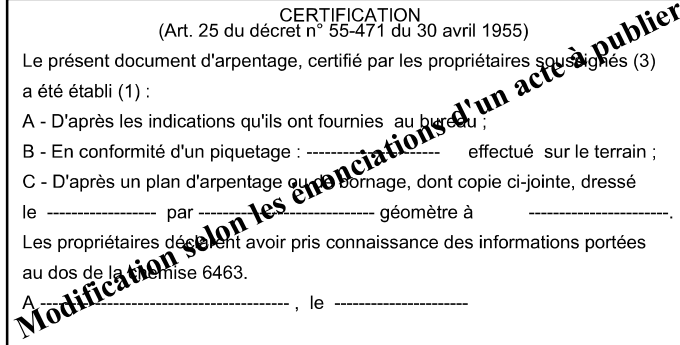 CERTIFICATION
(Art. 25 du décret n° 55-471 du 30 avril 1955)
Le présent document d'arpentage, certifié par les propriétaires soussignés (3)
a été établi (1) :
A - D'après les indications qu'ils ont fournies au bureau ;
B - En conformité d'un piquetage : ---------------------- effectué sur le terrain ;
C - D'après un plan d'arpentage ou de bornage, dont copie ci-jointe, dressé
le ------------------ par ----------------------------- géomètre à -----------------------.
Les propriétaires déclarent avoir pris connaissance des informations portées
au dos de la chemise 6463.
A ----------------------------------------- , le ----------------------
Modification selon les énonciations d'un acte à publier